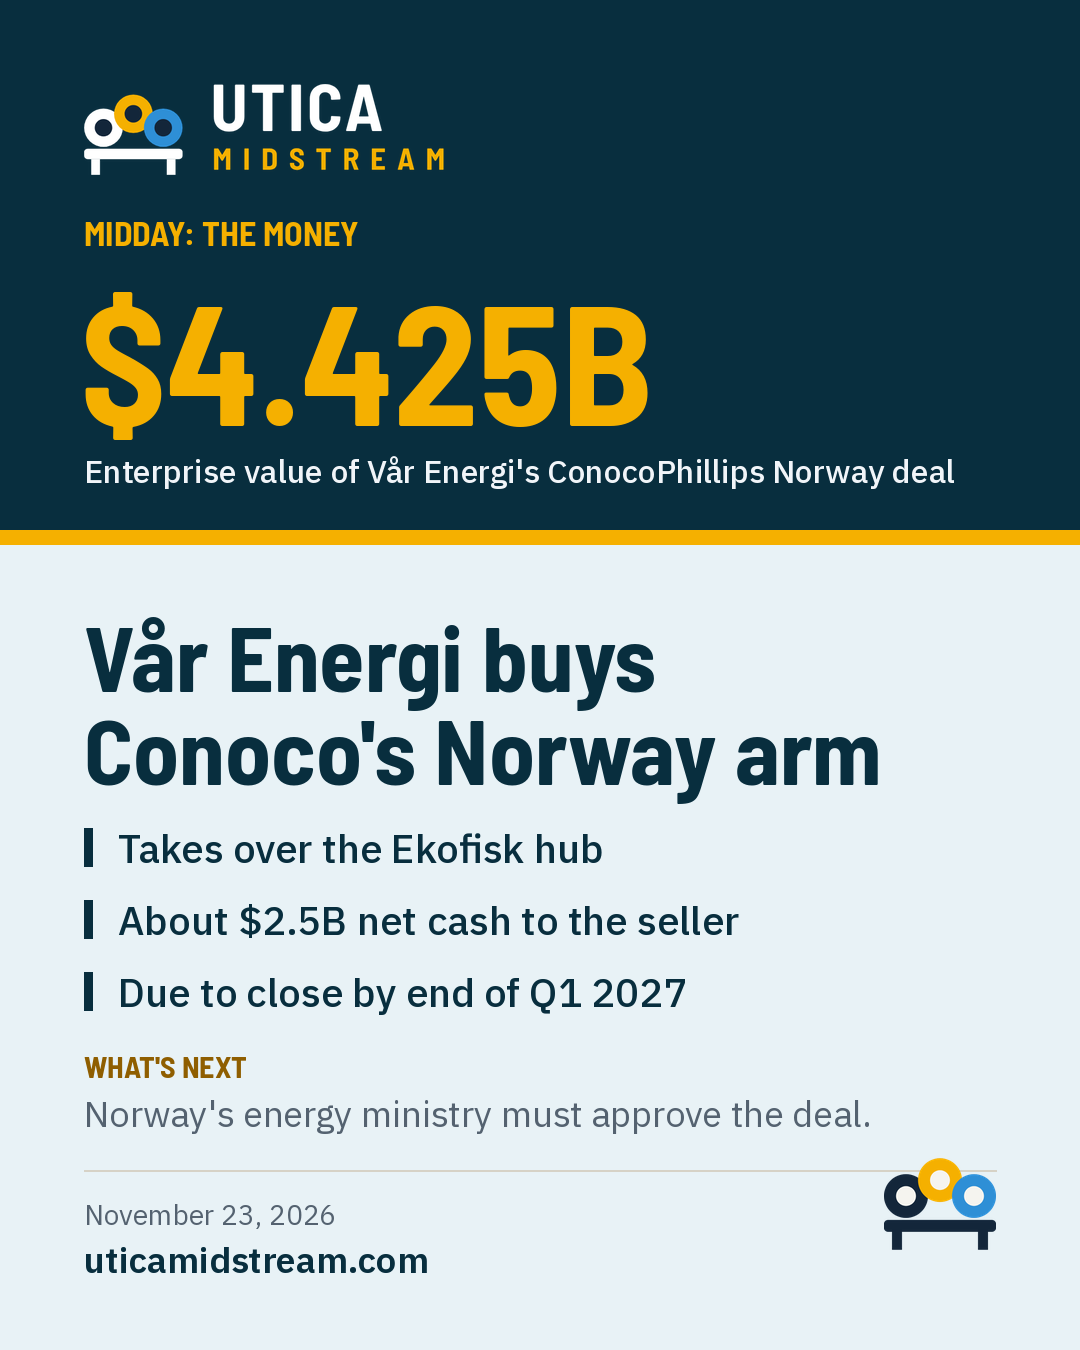 UTICA
MIDSTREAM
MIDDAY: THE MONEY
$4.425B
Enterprise value of Vår Energi's ConocoPhillips Norway deal
Vår Energi buys
Conoco's Norway arm
Takes over the Ekofisk hub
About $2.5B net cash to the seller
Due to close by end of Q1 2027
WHAT'S NEXT
Norway's energy ministry must approve the deal.
November 23, 2026
uticamidstream.com